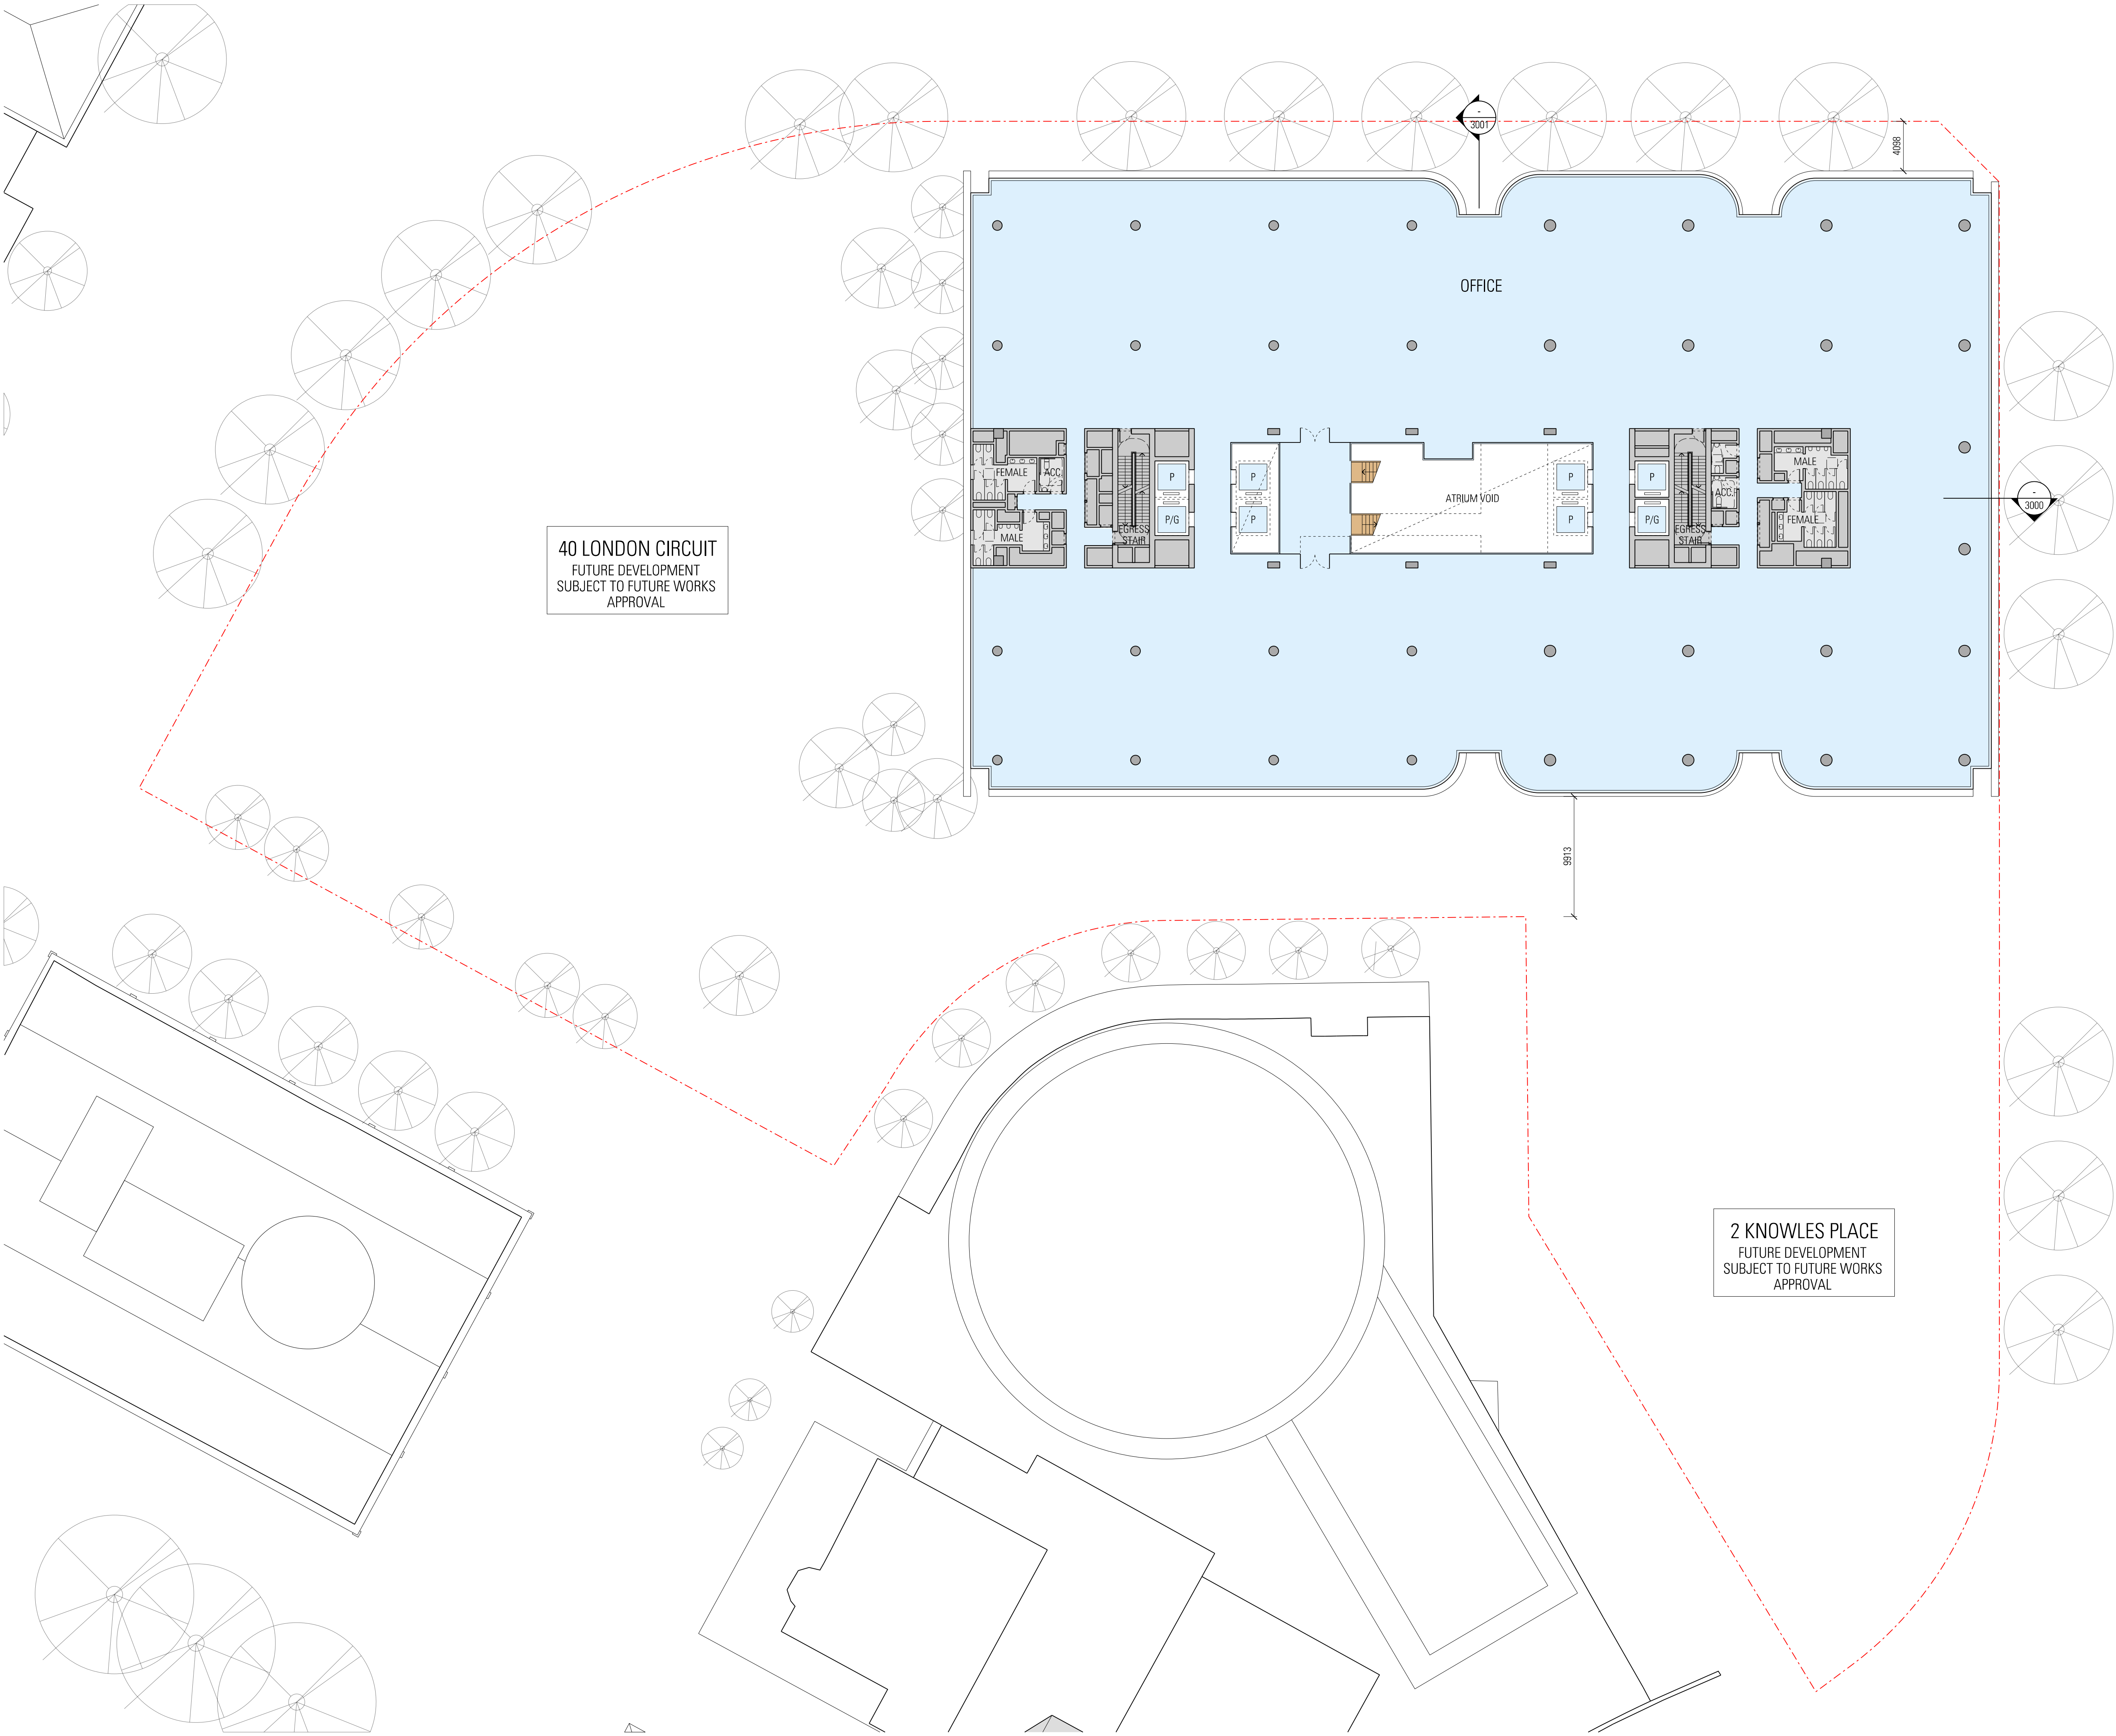 -
3001
4098
OFFICE
FEMALE
ACC.
MALE
EGRESS
STAIR
P
P/G
P
P
ATRIUM VOID
P
P
P
P/G
EGRESS
STAIR
ACC.
MALE
FEMALE
-
3000
40 LONDON CIRCUIT
FUTURE DEVELOPMENT
SUBJECT TO FUTURE WORKS
APPROVAL
9913
2 KNOWLES PLACE
FUTURE DEVELOPMENT
SUBJECT TO FUTURE WORKS
APPROVAL